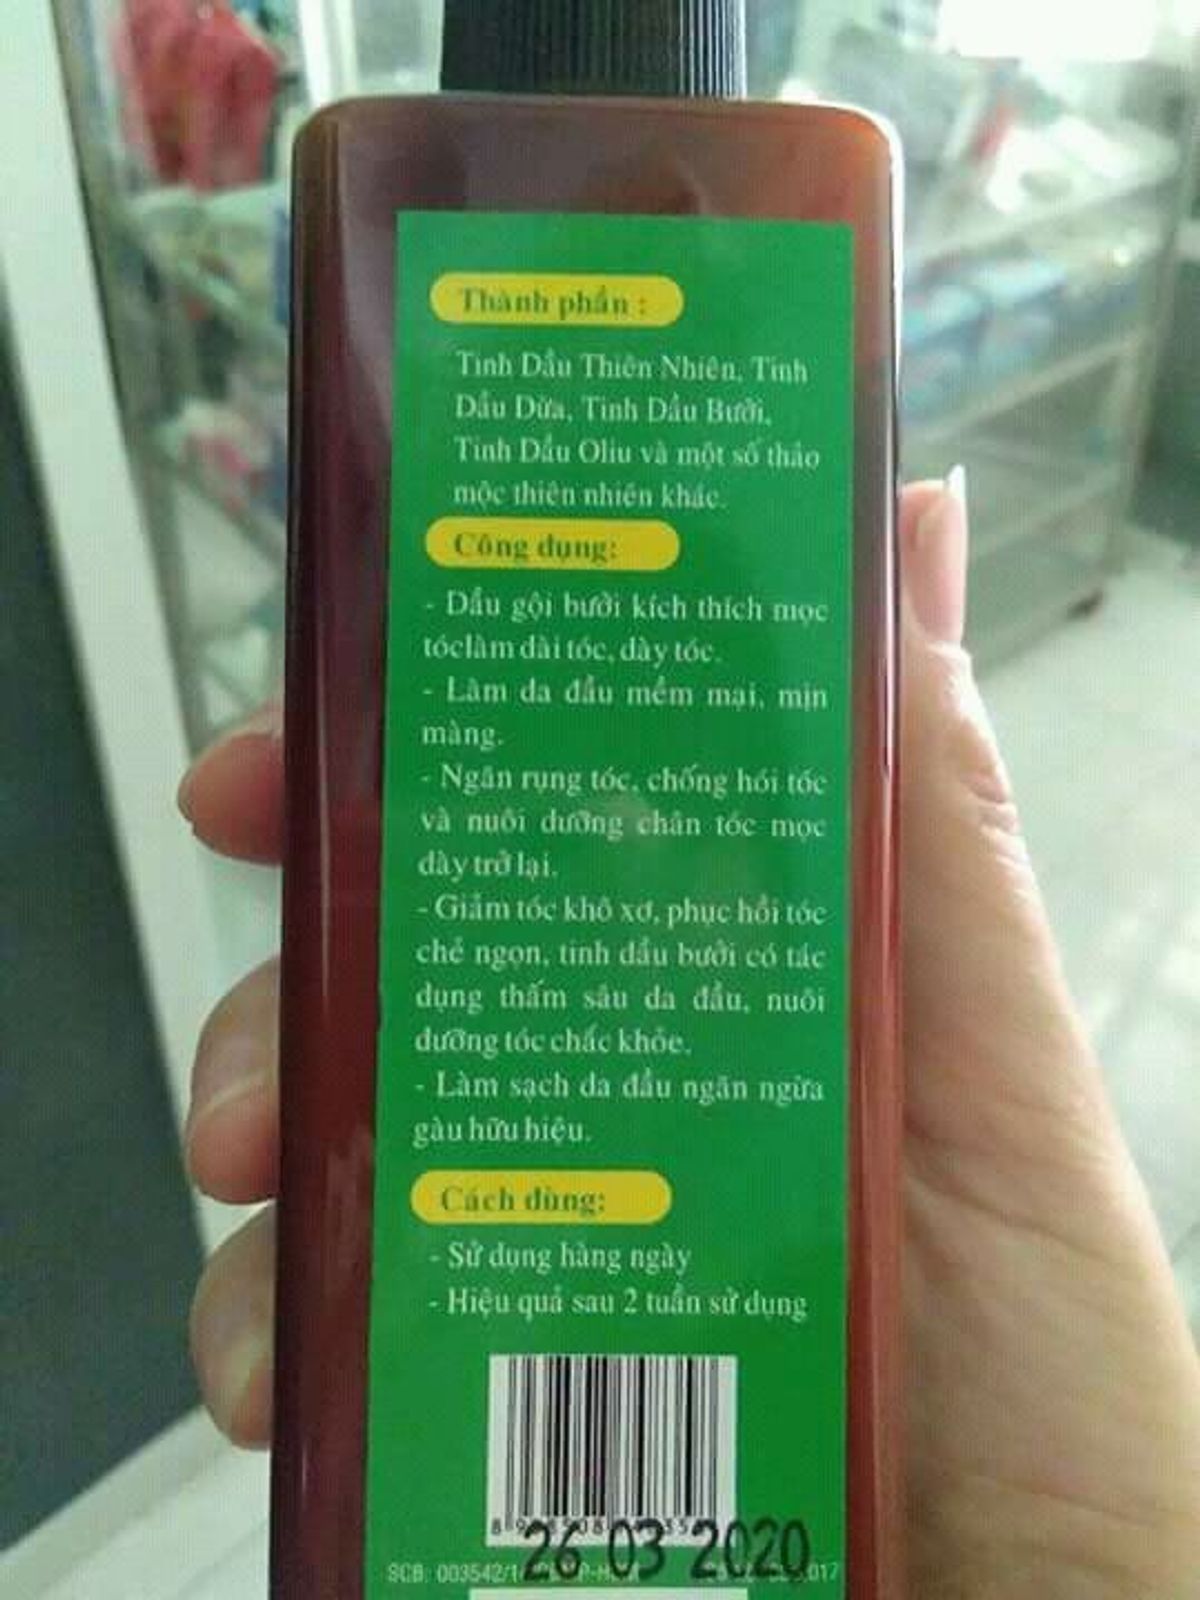 Thành phần :
Tinh Dầu Thiên Nhiên, Tinh
Dầu Dừa, Tinh Dầu Bưởi,
Tinh Dầu Oliu và một số thảo
mộc thiên nhiên khác.
Công dụng:
- Dầu gội bưởi kích thích mọc
tóclàm dài tóc, dày tóc.
- Làm da đầu mềm mại, mịn
màng.
- Ngăn rụng tóc, chống hói tóc
và nuôi dưỡng chân tóc mọc
dày trở lại.
- Giảm tóc khô xơ, phục hồi tóc
chẻ ngọn, tinh dầu bưởi có tác
dụng thấm sâu da đầu, nuôi
dưỡng tóc chắc khỏe.
- Làm sạch da đầu ngăn ngừa
gàu hữu hiệu.
Cách dùng:
- Sử dụng hàng ngày
- Hiệu quả sau 2 tuần sử dụng
26 03 2020
SCB: